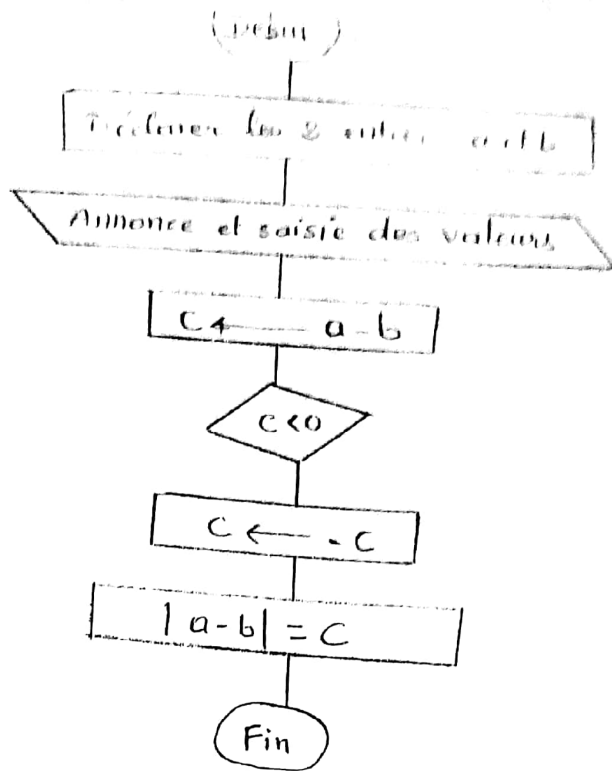 Début
Déclarer les 2 entiers a et b
Annonce et saisie des valeurs
C ← a - b
C < 0
C ← - C
| a - b | = C
Fin